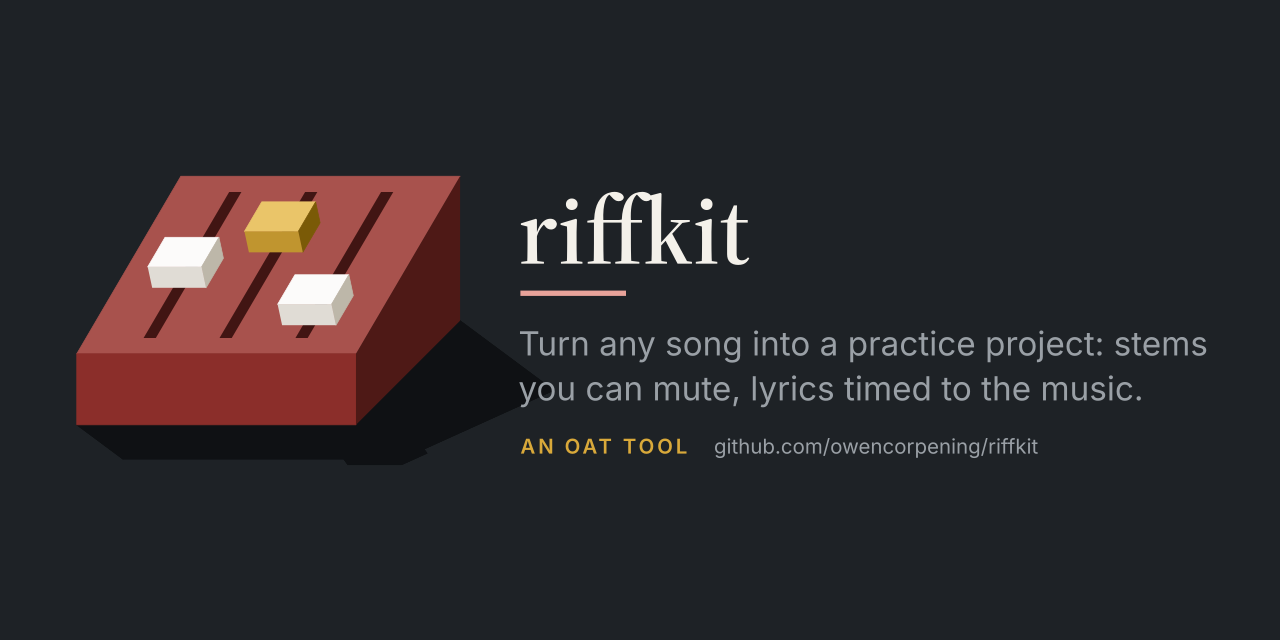 riffkit
Turn any song into a practice project: stems
you can mute, lyrics timed to the music.
AN OAT TOOL github.com/owencorpening/riffkit